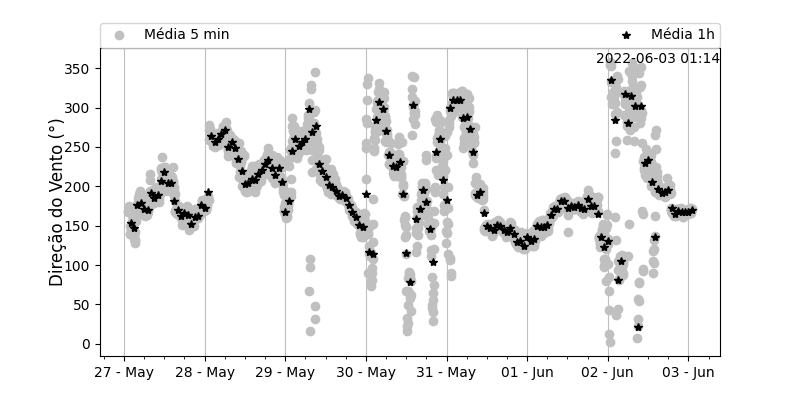 Média 5 min
Média 1h
2022-06-03 01:14
Direção do Vento (°)
350
300
250
200
150
100
50
0
27 - May
28 - May
29 - May
30 - May
31 - May
01 - Jun
02 - Jun
03 - Jun